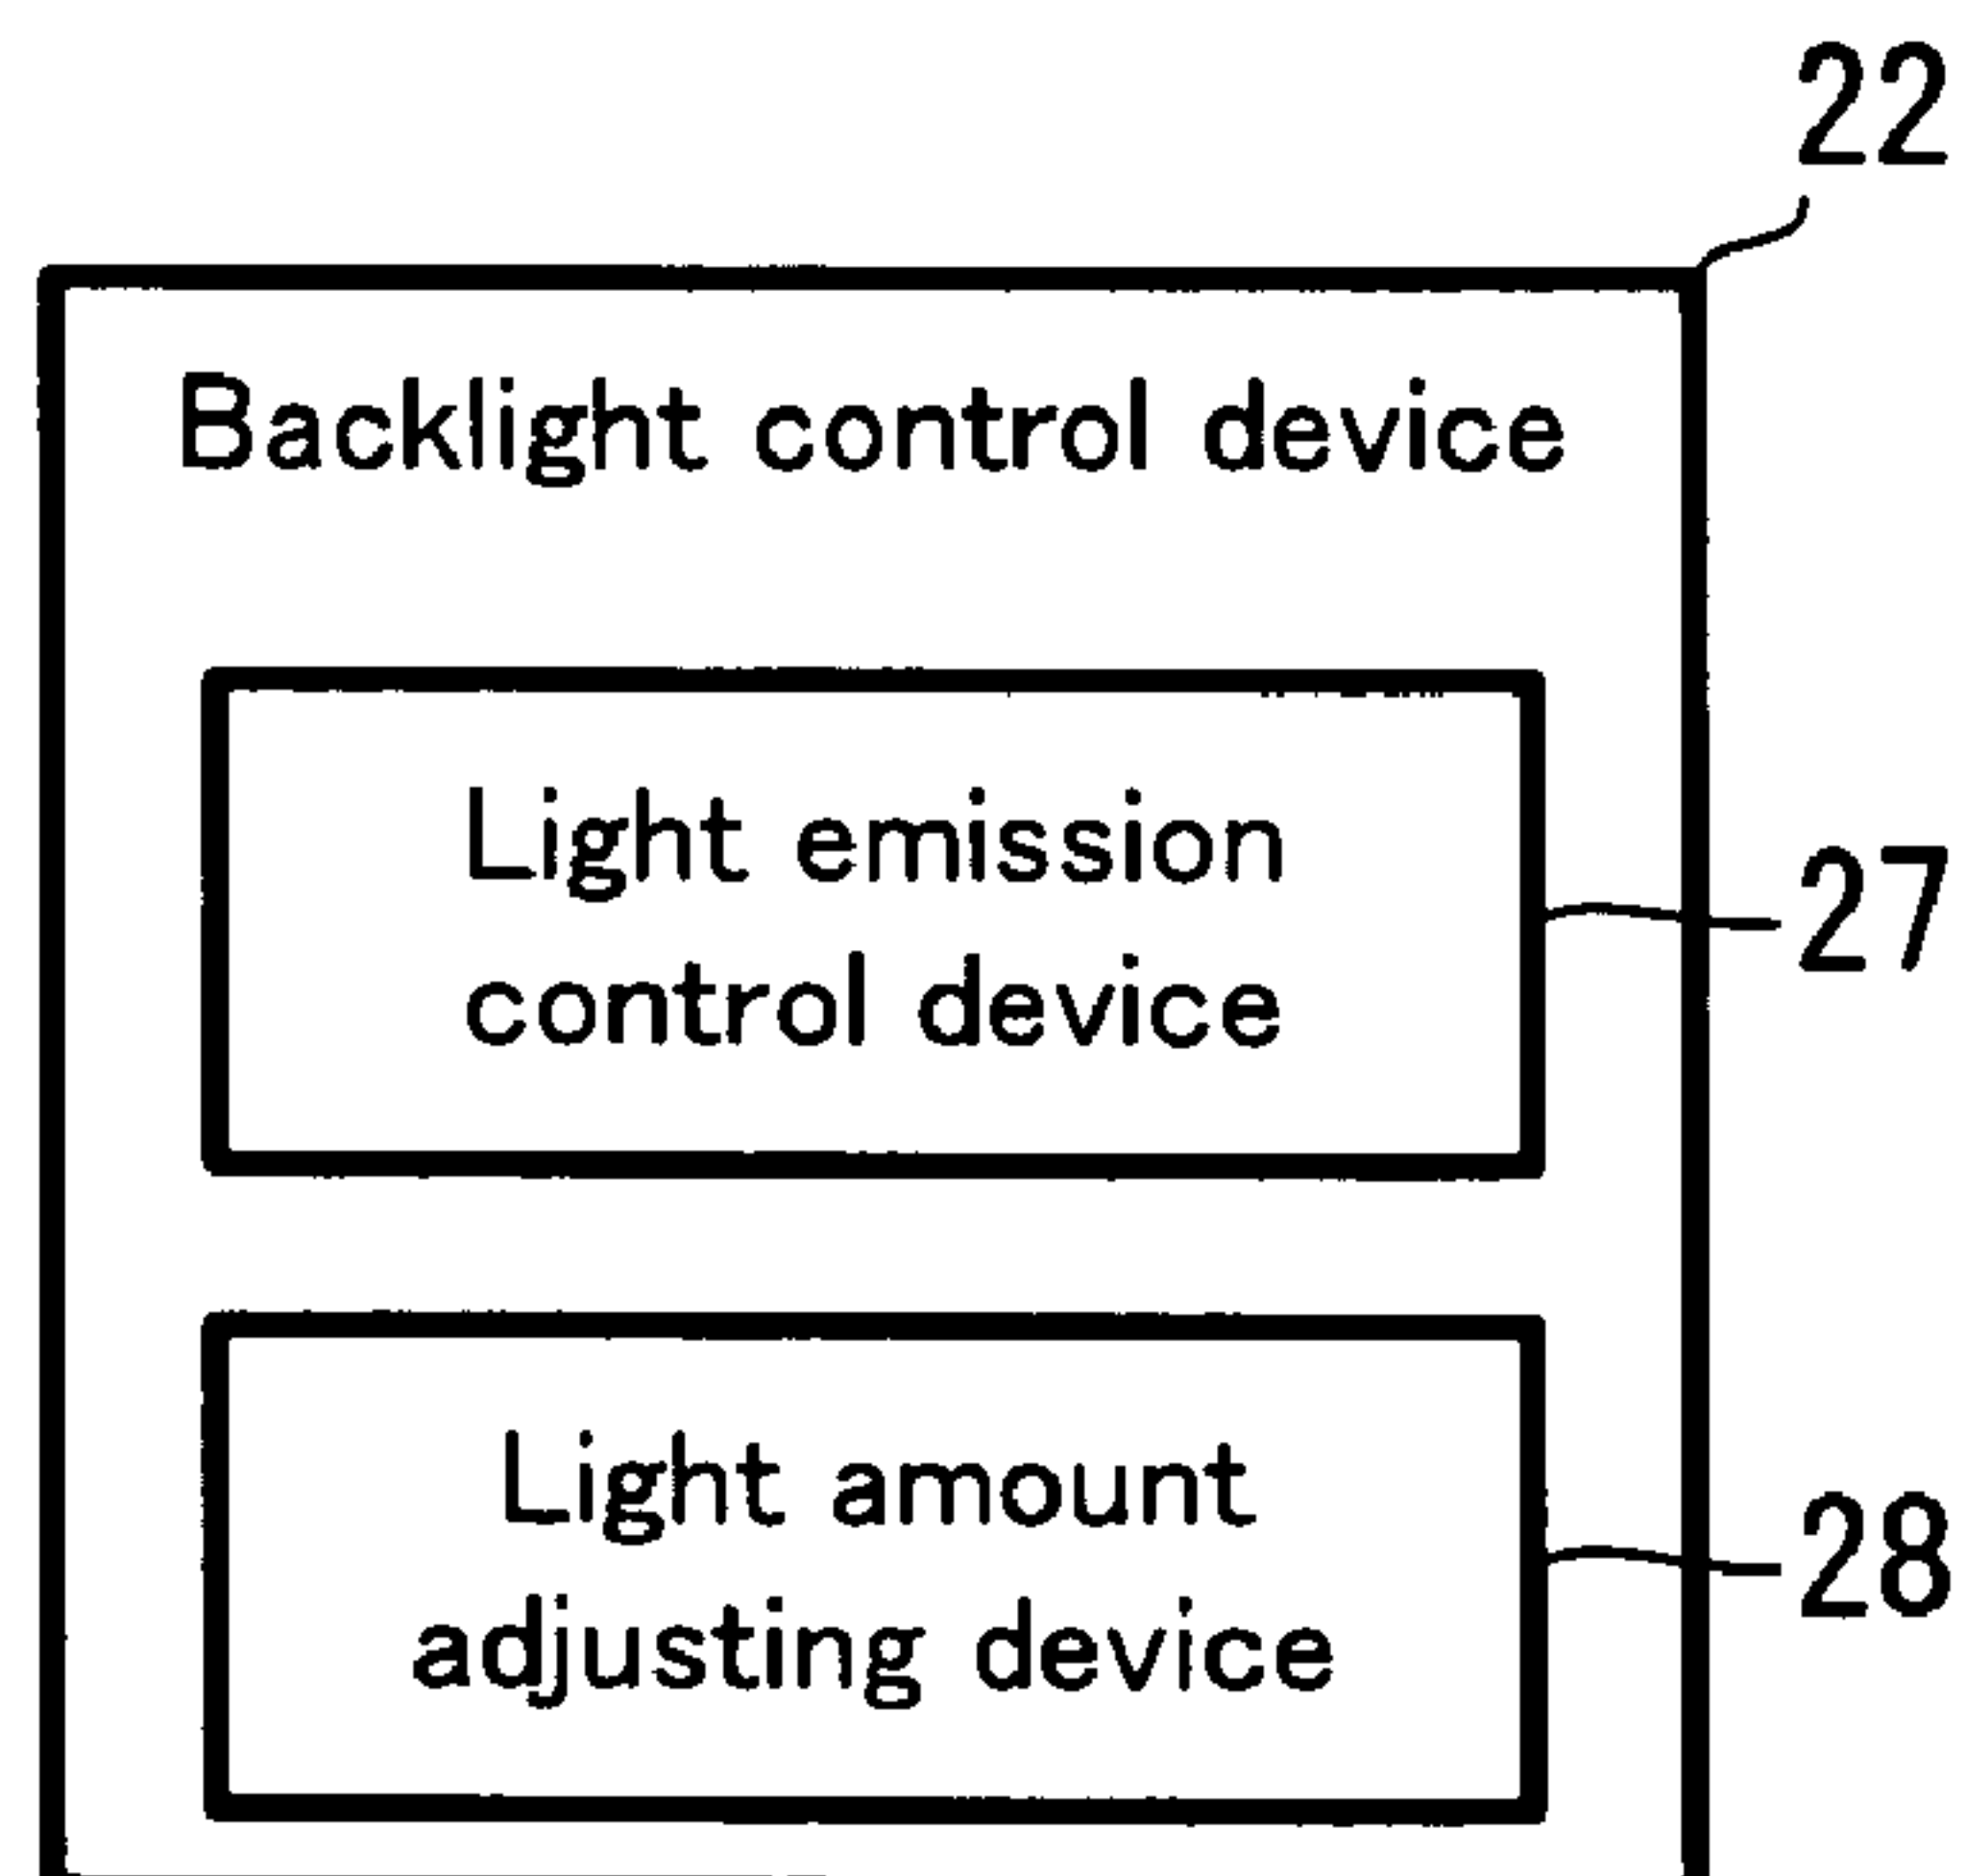 22
Backlight control device
Light emission
control device
27
Light amount
adjusting device
28